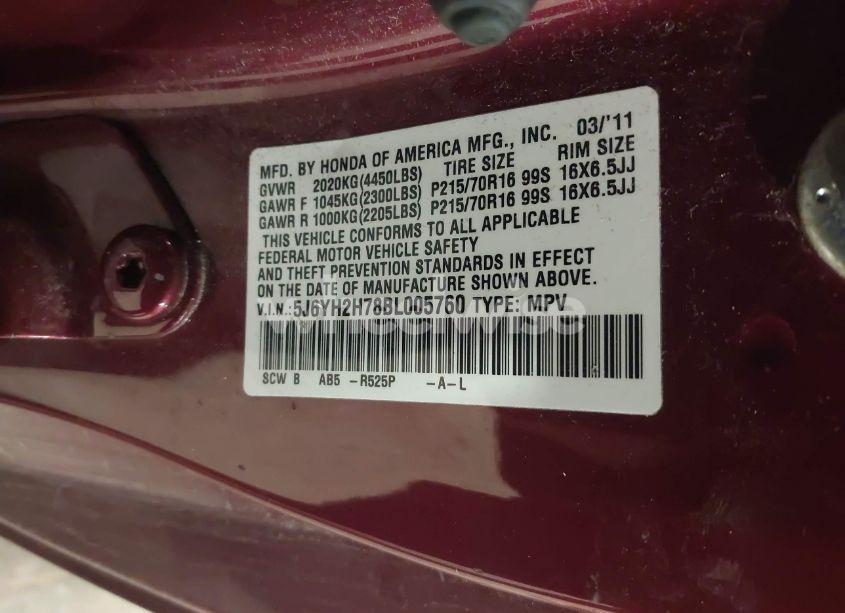 MFD. BY HONDA OF AMERICA MFG., INC. 03/'11
GVWR 2020KG(4450LBS) TIRE SIZE RIM SIZE
GAWR F 1045KG(2300LBS) P215/70R16 99S 16X6.5JJ
GAWR R 1000KG(2205LBS) P215/70R16 99S 16X6.5JJ
THIS VEHICLE CONFORMS TO ALL APPLICABLE
FEDERAL MOTOR VEHICLE SAFETY
AND THEFT PREVENTION STANDARDS IN EFFECT
ON THE DATE OF MANUFACTURE SHOWN ABOVE.
V.I.N.: 5J6YH2H78BL005760 TYPE: MPV
SCW B AB5 -R525P -A-L